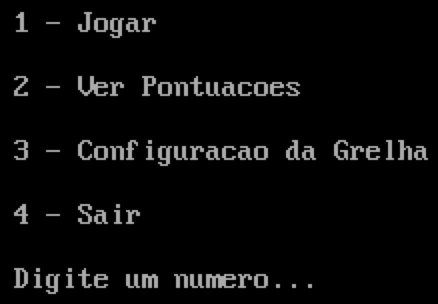 1 - Jogar
2 - Ver Pontuacoes
3 - Configuracao da Grelha
4 - Sair
Digite um numero...